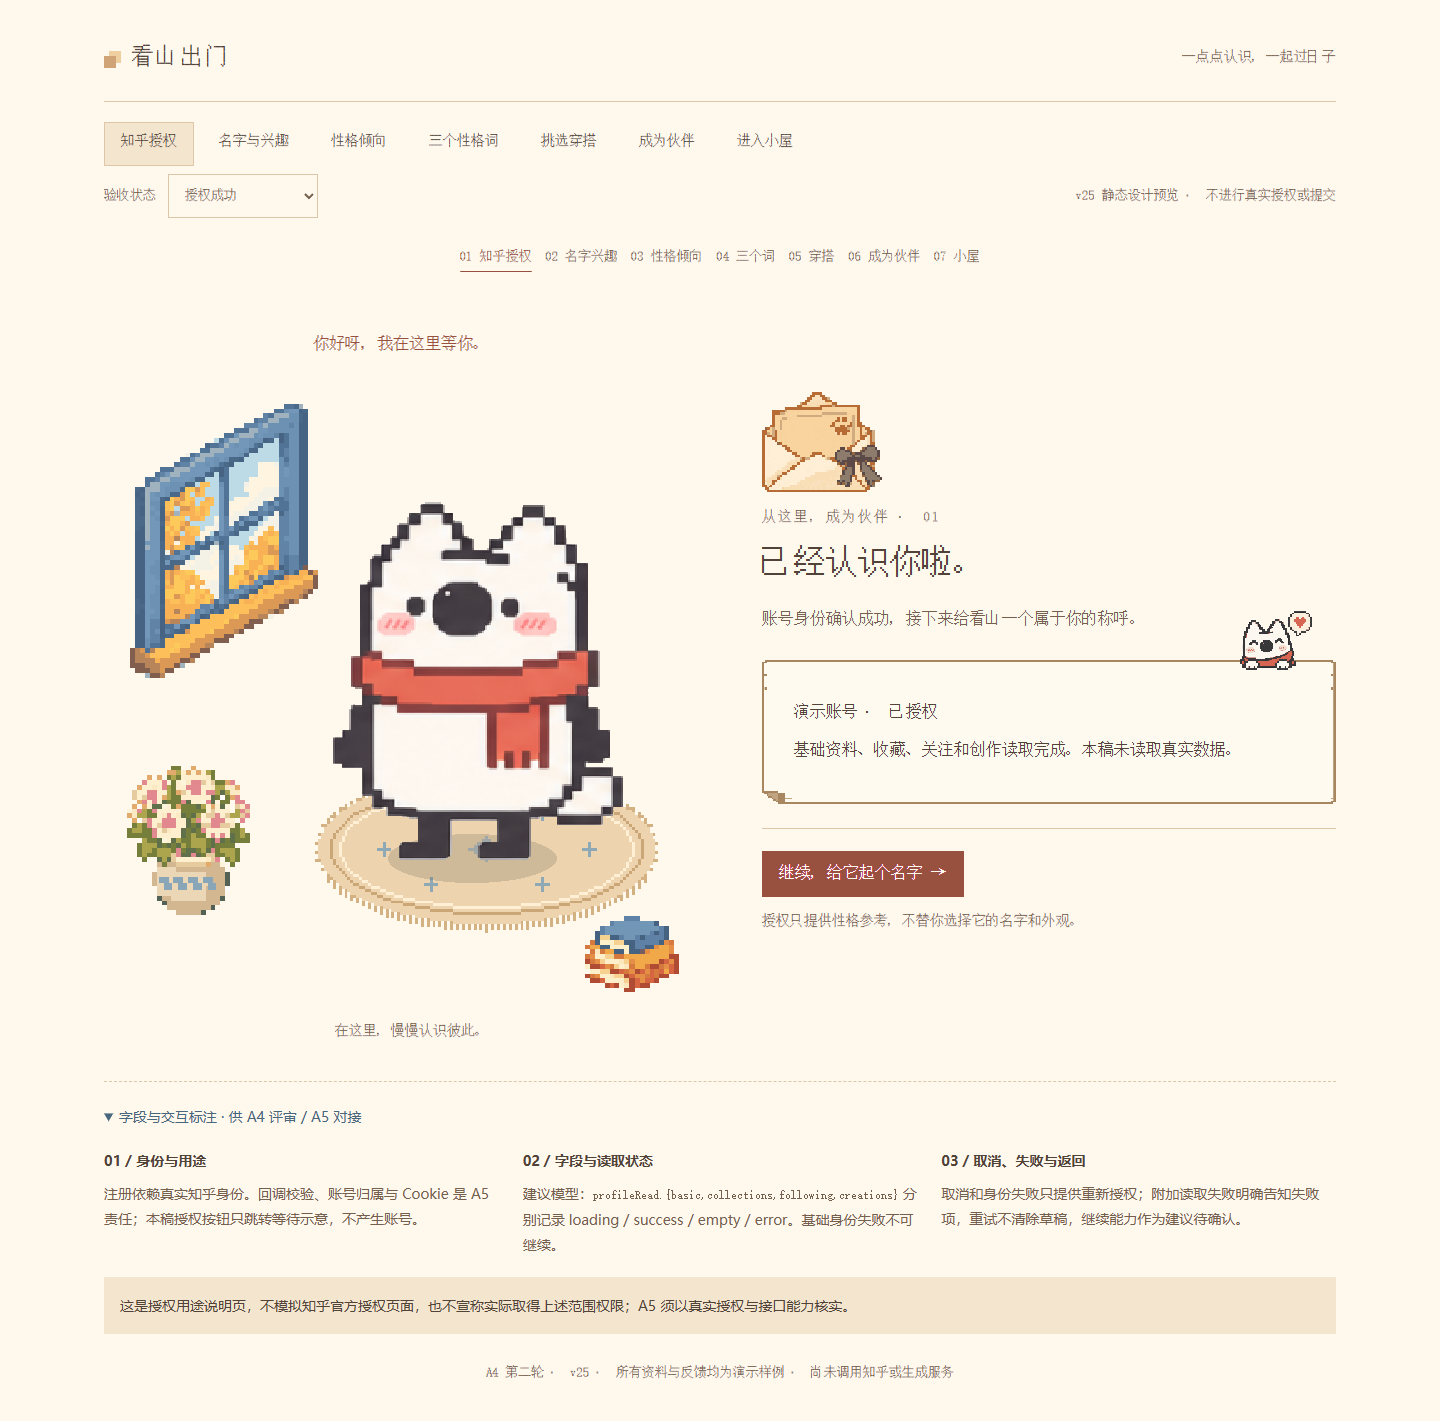 看山出门
一点点认识，一起过日子
知乎授权 名字与兴趣 性格倾向 三个性格词 挑选穿搭 成为伙伴 进入小屋
验收状态 授权成功
v25 静态设计预览 · 不进行真实授权或提交
01 知乎授权 02 名字兴趣 03 性格倾向 04 三个词 05 穿搭 06 成为伙伴 07 小屋
你好呀，我在这里等你。
从这里，成为伙伴 · 01
已经认识你啦。
账号身份确认成功，接下来给看山一个属于你的称呼。
演示账号 · 已授权
基础资料、收藏、关注和创作读取完成。本稿未读取真实数据。
继续，给它起个名字 →
授权只提供性格参考，不替你选择它的名字和外观。
在这里，慢慢认识彼此。
▼ 字段与交互标注 · 供 A4 评审 / A5 对接
01 / 身份与用途
注册依赖真实知乎身份。回调校验、账号归属与 Cookie 是 A5
责任；本稿授权按钮只跳转等待示意，不产生账号。
02 / 字段与读取状态
建议模型：profileRead.{basic,collections,following,creations} 分
别记录 loading / success / empty / error。基础身份失败不可
继续。
03 / 取消、失败与返回
取消和身份失败只提供重新授权；附加读取失败明确告知失败
项，重试不清除草稿，继续能力作为建议待确认。
这是授权用途说明页，不模拟知乎官方授权页面，也不宣称实际取得上述范围权限；A5 须以真实授权与接口能力核实。
A4 第二轮 · v25 · 所有资料与反馈均为演示样例 · 尚未调用知乎或生成服务